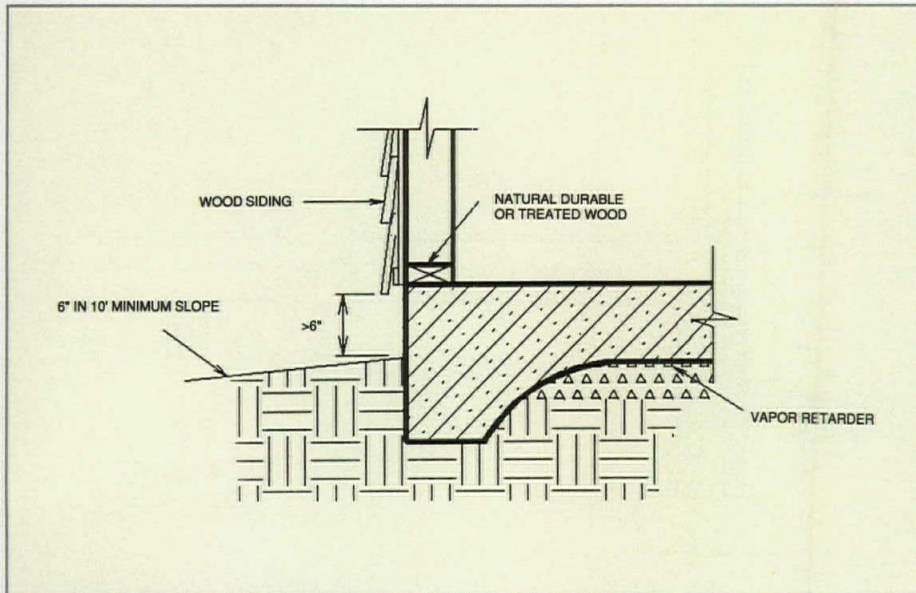 WOOD SIDING
NATURAL DURABLE
OR TREATED WOOD
6" IN 10' MINIMUM SLOPE
>6"
VAPOR RETARDER